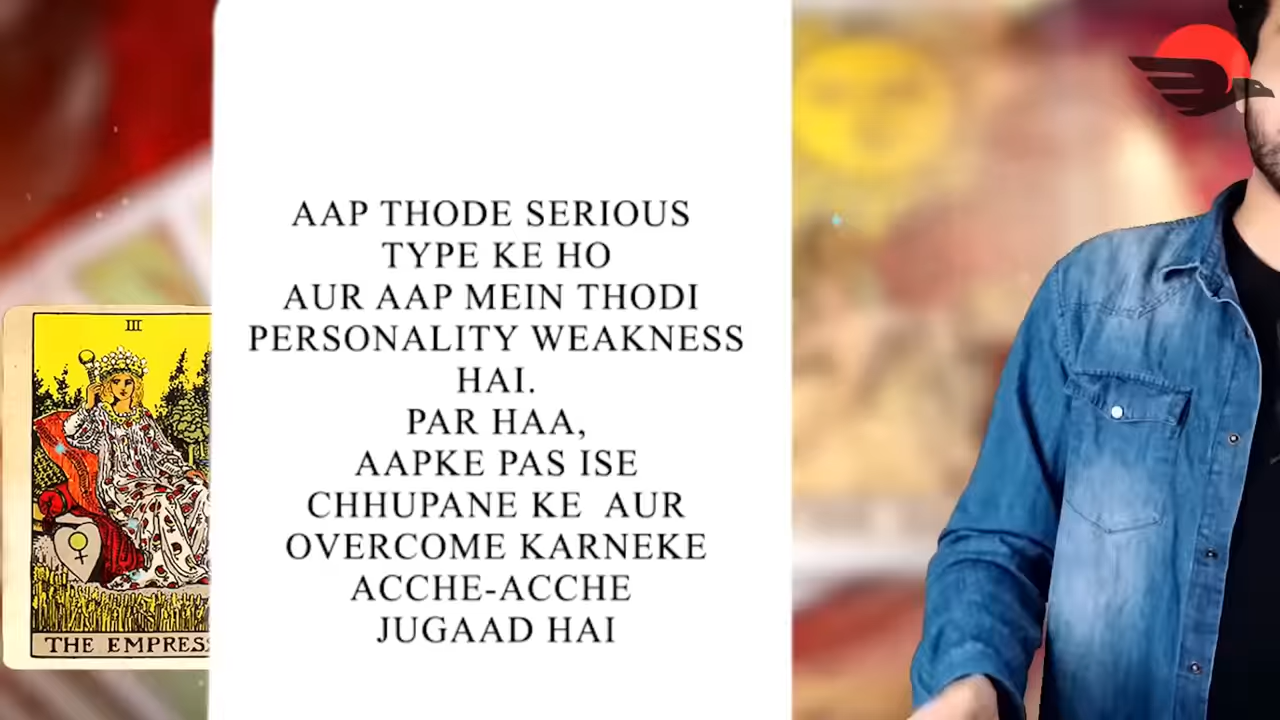 III
THE EMPRESS
AAP THODE SERIOUS
TYPE KE HO
AUR AAP MEIN THODI
PERSONALITY WEAKNESS
HAI.
PAR HAA,
AAPKE PAS ISE
CHHUPANE KE  AUR
OVERCOME KARNEKE
ACCHE-ACCHE
JUGAAD HAI